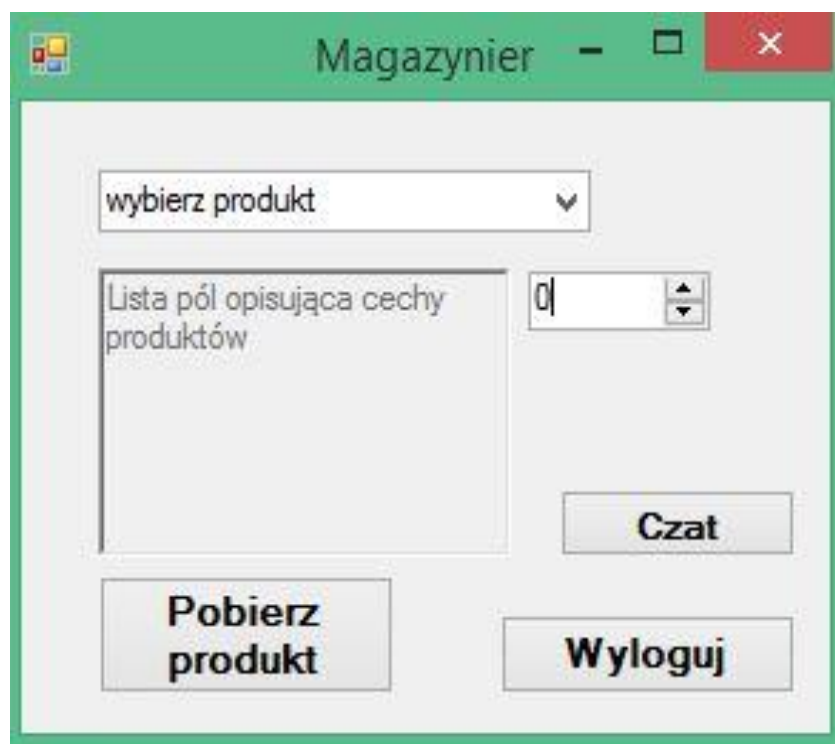 Magazynier
wybierz produkt
Lista pól opisująca cechy
produktów
0
Czat
Pobierz
produkt
Wyloguj